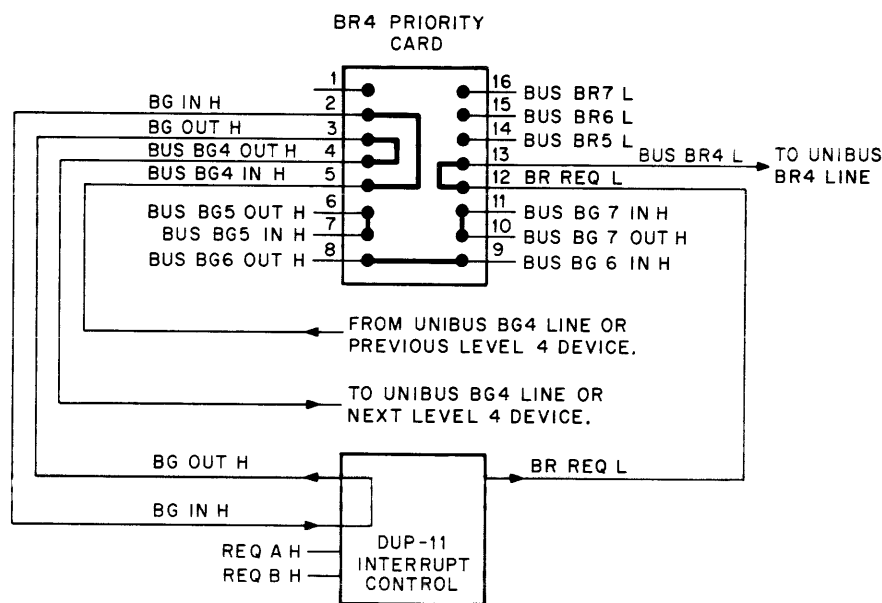 BR4 PRIORITY
CARD
1
BG IN H 2
BG OUT H 3
BUS BG4 OUT H 4
BUS BG4 IN H 5
BUS BG5 OUT H 6
BUS BG5 IN H 7
BUS BG6 OUT H 8
16 BUS BR7 L
15 BUS BR6 L
14 BUS BR5 L
13 BUS BR4 L TO UNIBUS
BR4 LINE
12 BR REQ L
11 BUS BG 7 IN H
10 BUS BG 7 OUT H
9 BUS BG 6 IN H
FROM UNIBUS BG4 LINE OR
PREVIOUS LEVEL 4 DEVICE.
TO UNIBUS BG4 LINE OR
NEXT LEVEL 4 DEVICE.
BG OUT H
BR REQ L
BG IN H
REQ A H
REQ B H
DUP-11
INTERRUPT
CONTROL